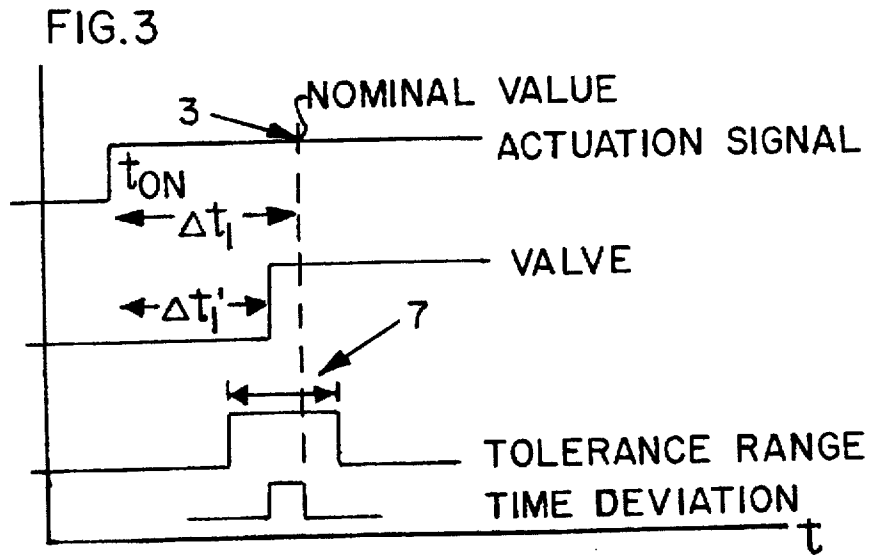 FIG.3
NOMINAL VALUE
3
ACTUATION SIGNAL
tON
Δt1
VALVE
Δt1'
7
TOLERANCE RANGE
TIME DEVIATION
t